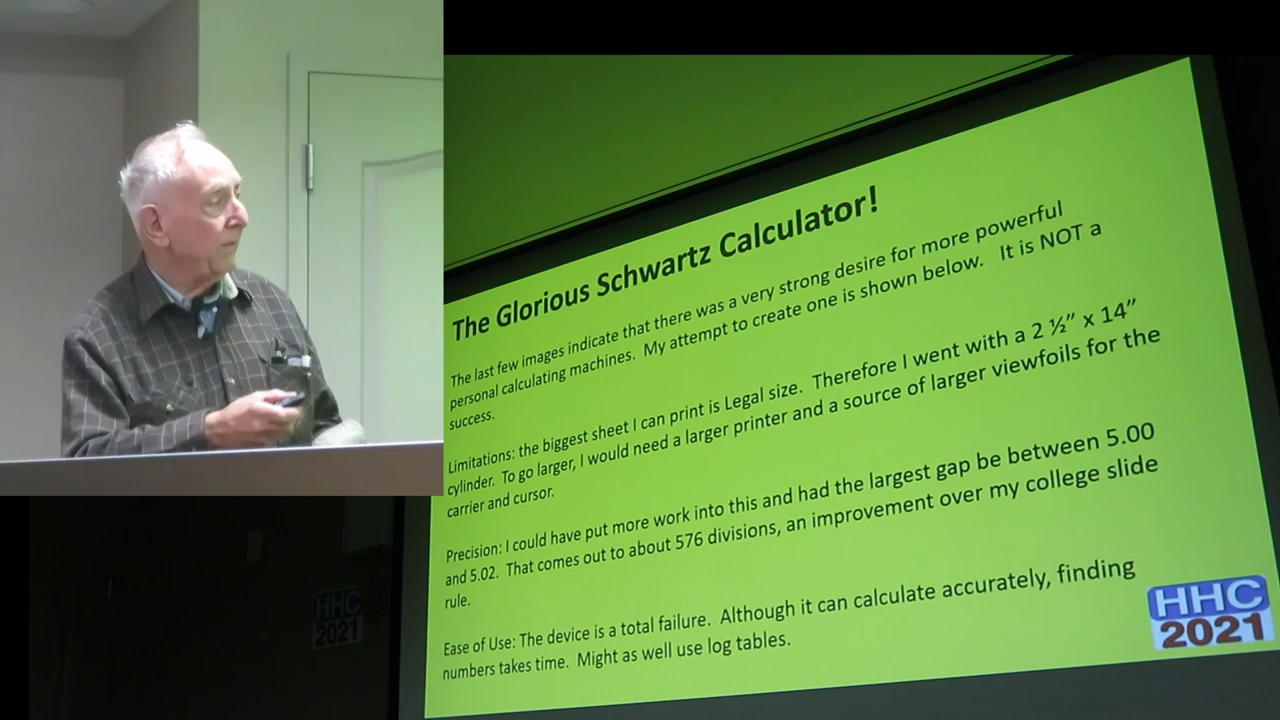 The Glorious Schwartz Calculator!
The last few images indicate that there was a very strong desire for more powerful
personal calculating machines. My attempt to create one is shown below. It is NOT a
success.
Limitations: the biggest sheet I can print is Legal size. Therefore I went with a 2 ½” x 14”
cylinder. To go larger, I would need a larger printer and a source of larger viewfoils for the
carrier and cursor.
Precision: I could have put more work into this and had the largest gap be between 5.00
and 5.02. That comes out to about 576 divisions, an improvement over my college slide
rule.
Ease of Use: The device is a total failure. Although it can calculate accurately, finding
numbers takes time. Might as well use log tables.
HHC
2021
HHC
2021